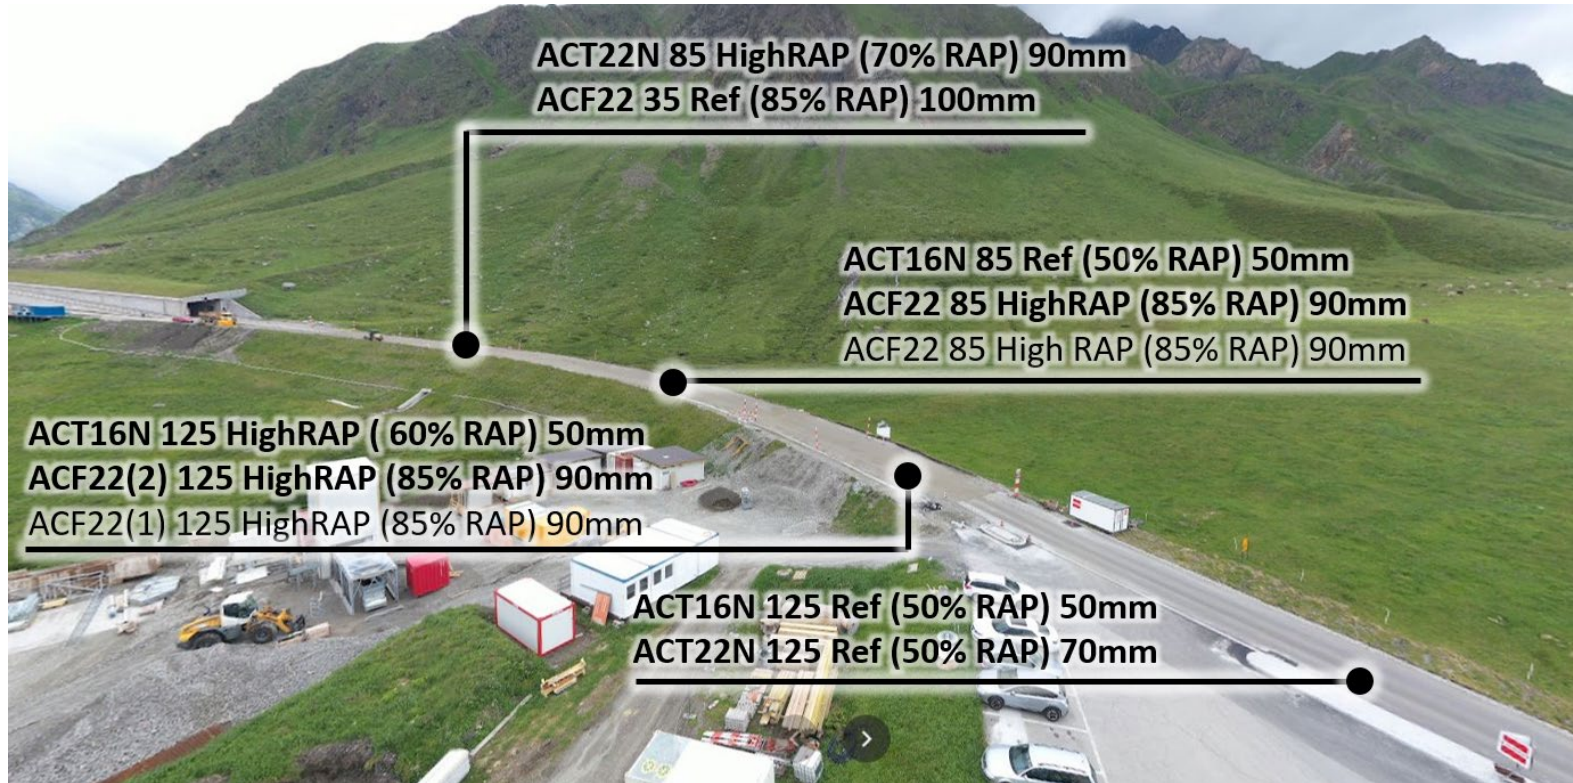 ACT22N 85 HighRAP (70% RAP) 90mm
ACF22 35 Ref (85% RAP) 100mm
ACT16N 85 Ref (50% RAP) 50mm
ACF22 85 HighRAP (85% RAP) 90mm
ACF22 85 High RAP (85% RAP) 90mm
ACT16N 125 HighRAP ( 60% RAP) 50mm
ACF22(2) 125 HighRAP (85% RAP) 90mm
ACF22(1) 125 HighRAP (85% RAP) 90mm
ACT16N 125 Ref (50% RAP) 50mm
ACT22N 125 Ref (50% RAP) 70mm